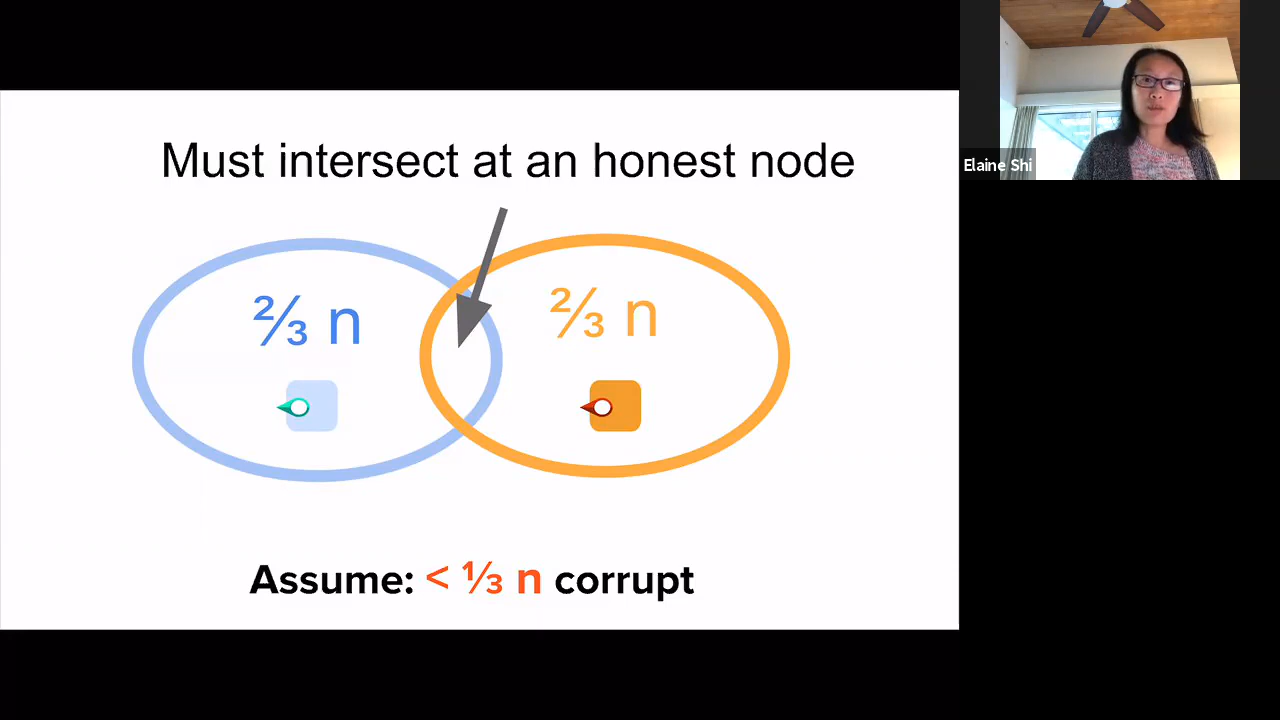 Must intersect at an honest node
⅔ n
⅔ n
Assume: < ⅓ n corrupt
Elaine Shi